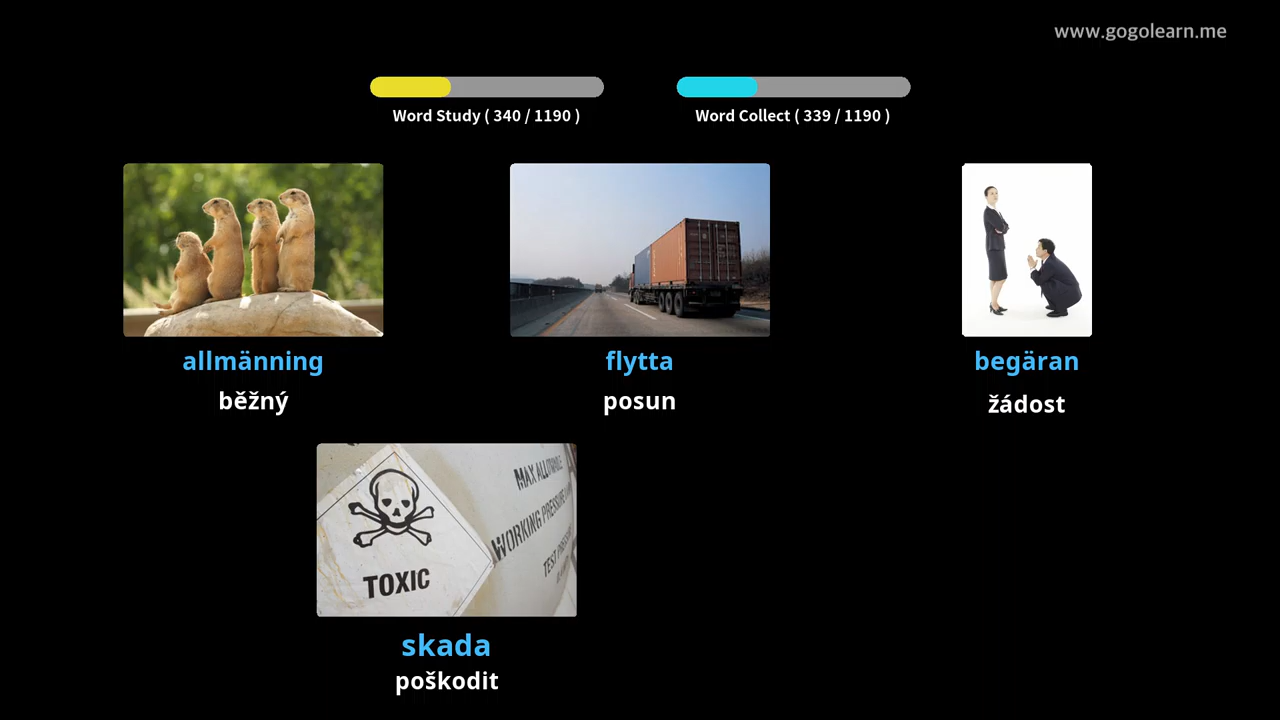 www.gogolearn.me
Word Study ( 340 / 1190 )
Word Collect ( 339 / 1190 )
allmänning
flytta
begäran
běžný
posun
žádost
MAX ALLOWABLE
WORKING PRESSURE
TEST PRESSURE
TOXIC
skada
poškodit